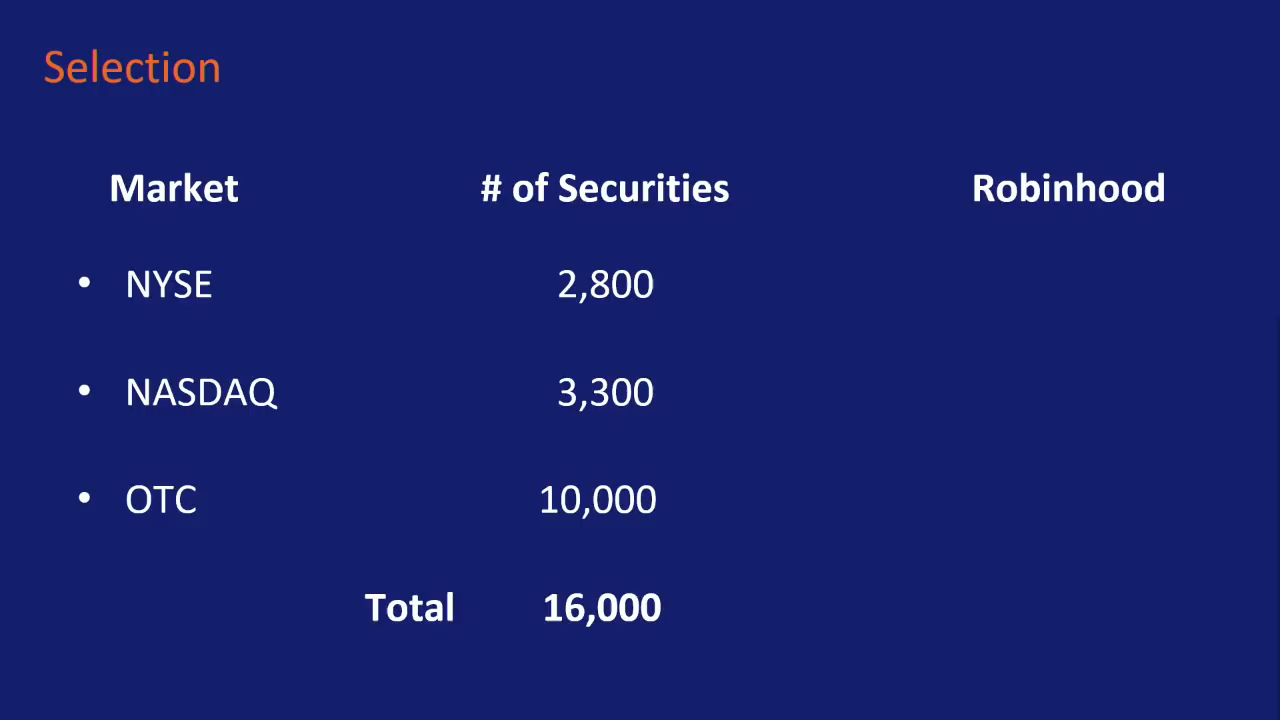 Selection
Market # of Securities Robinhood
• NYSE 2,800
• NASDAQ 3,300
• OTC 10,000
Total 16,000